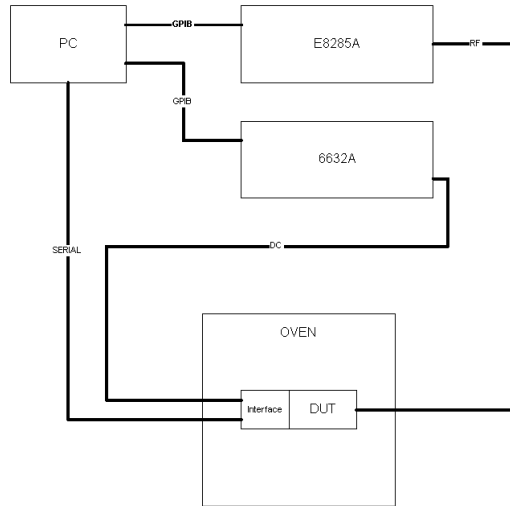 PC
GPIB
E8285A
RF
GPIB
6632A
SERIAL
DC
OVEN
Interface
DUT